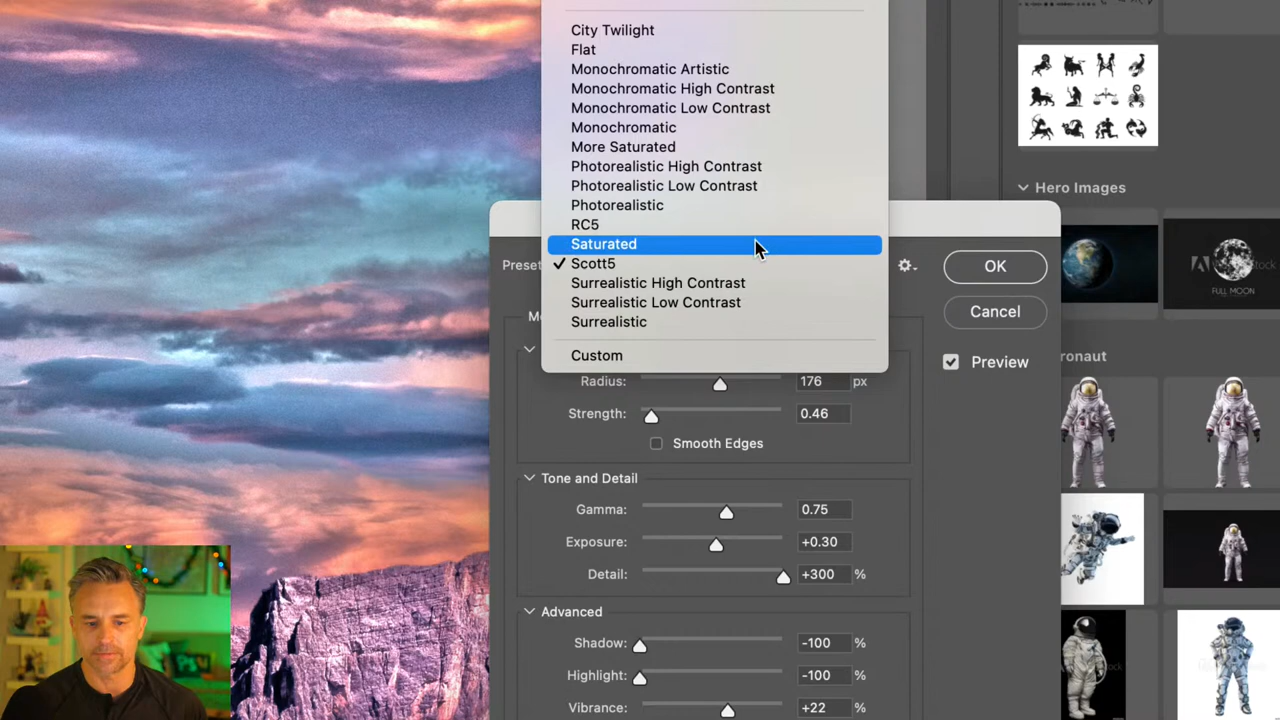 City Twilight
Flat
Monochromatic Artistic
Monochromatic High Contrast
Monochromatic Low Contrast
Monochromatic
More Saturated
Photorealistic High Contrast
Photorealistic Low Contrast
Photorealistic
RC5
Saturated
Scott5
Surrealistic High Contrast
Surrealistic Low Contrast
Surrealistic
Custom
Preset
OK
Cancel
Preview
Radius: 176 px
Strength: 0.46
Smooth Edges
Tone and Detail
Gamma: 0.75
Exposure: +0.30
Detail: +300 %
Advanced
Shadow: -100 %
Highlight: -100 %
Vibrance: +22 %
Hero Images
FULL MOON